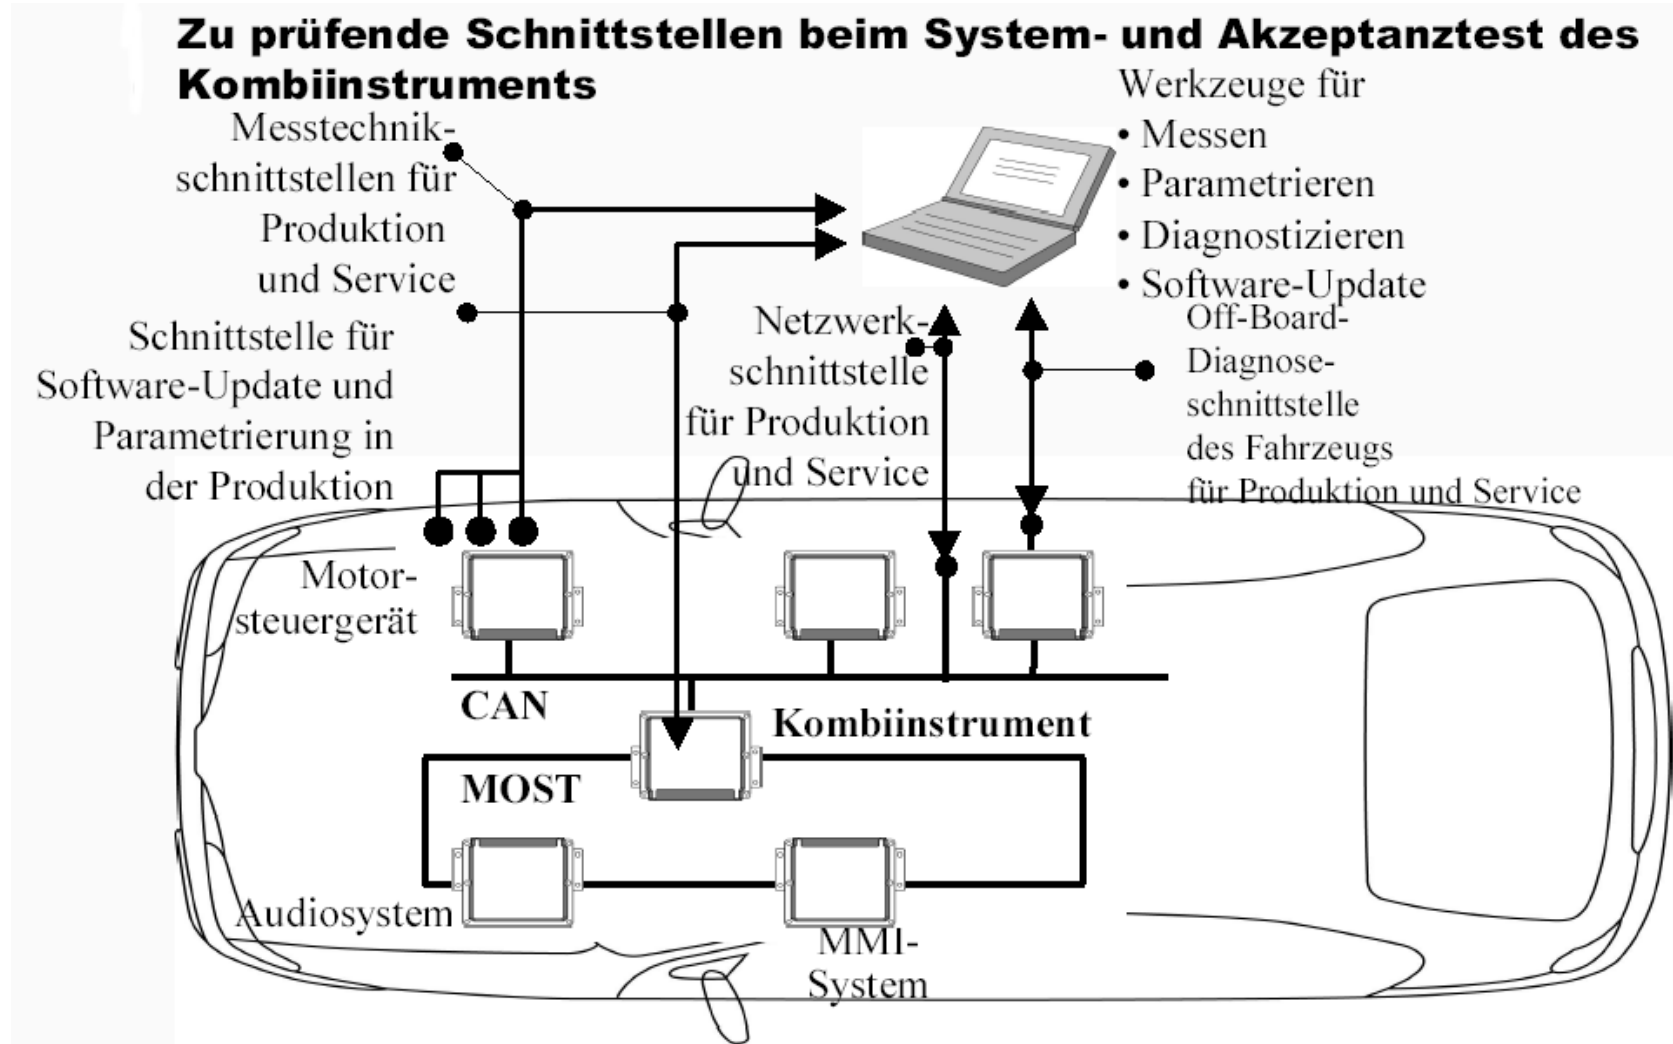 Zu prüfende Schnittstellen beim System- und Akzeptanztest des
Kombiinstruments
Messtechnik-
schnittstellen für
Produktion
und Service
Schnittstelle für
Software-Update und
Parametrierung in
der Produktion
Werkzeuge für
• Messen
• Parametrieren
• Diagnostizieren
• Software-Update
Netzwerk-
schnittstelle
für Produktion
und Service
Off-Board-
Diagnose-
schnittstelle
des Fahrzeugs
für Produktion und Service
Motor-
steuergerät
CAN
Kombiinstrument
MOST
Audiosystem
MMI-
System